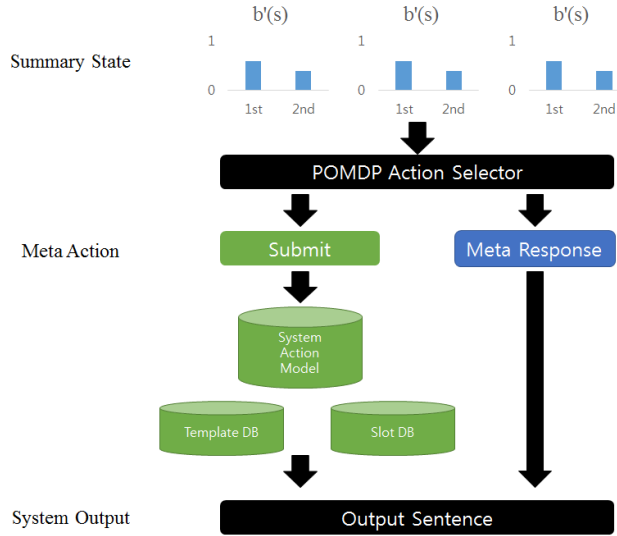 b'(s) b'(s) b'(s)
1 1 1
Summary State
0 0 0
1st 2nd 1st 2nd 1st 2nd
POMDP Action Selector
Meta Action Submit Meta Response
System
Action
Model
Template DB Slot DB
System Output Output Sentence